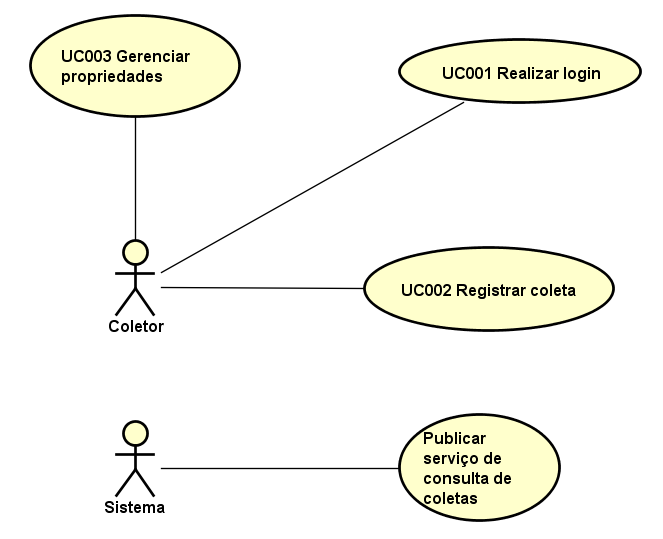 UC003 Gerenciar
propriedades
UC001 Realizar login
UC002 Registrar coleta
Coletor
Publicar
serviço de
consulta de
coletas
Sistema